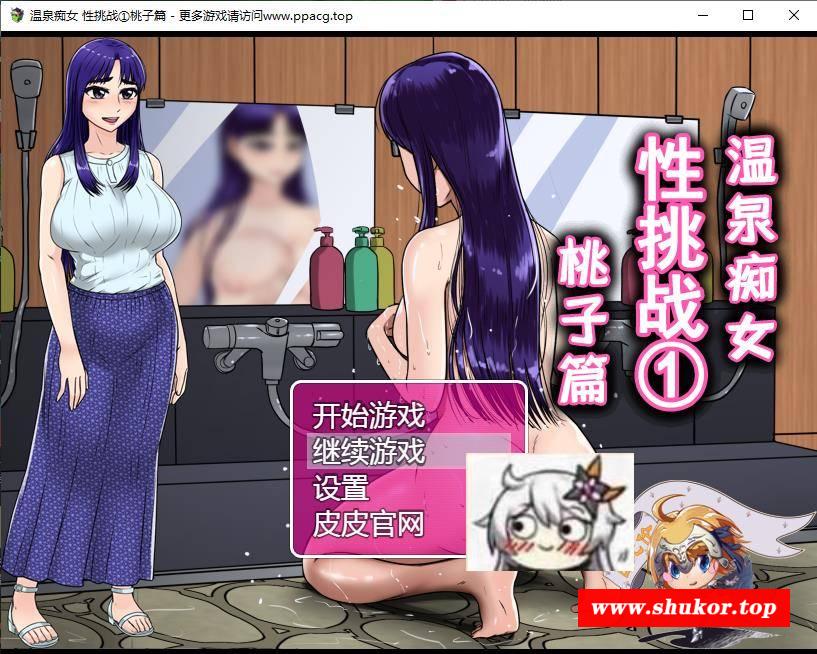 温泉痴女 性挑战①桃子篇 - 更多游戏请访问www.ppacg.top
温泉痴女
性挑战①
桃子篇
开始游戏
继续游戏
设置
皮皮官网
www.shukor.top